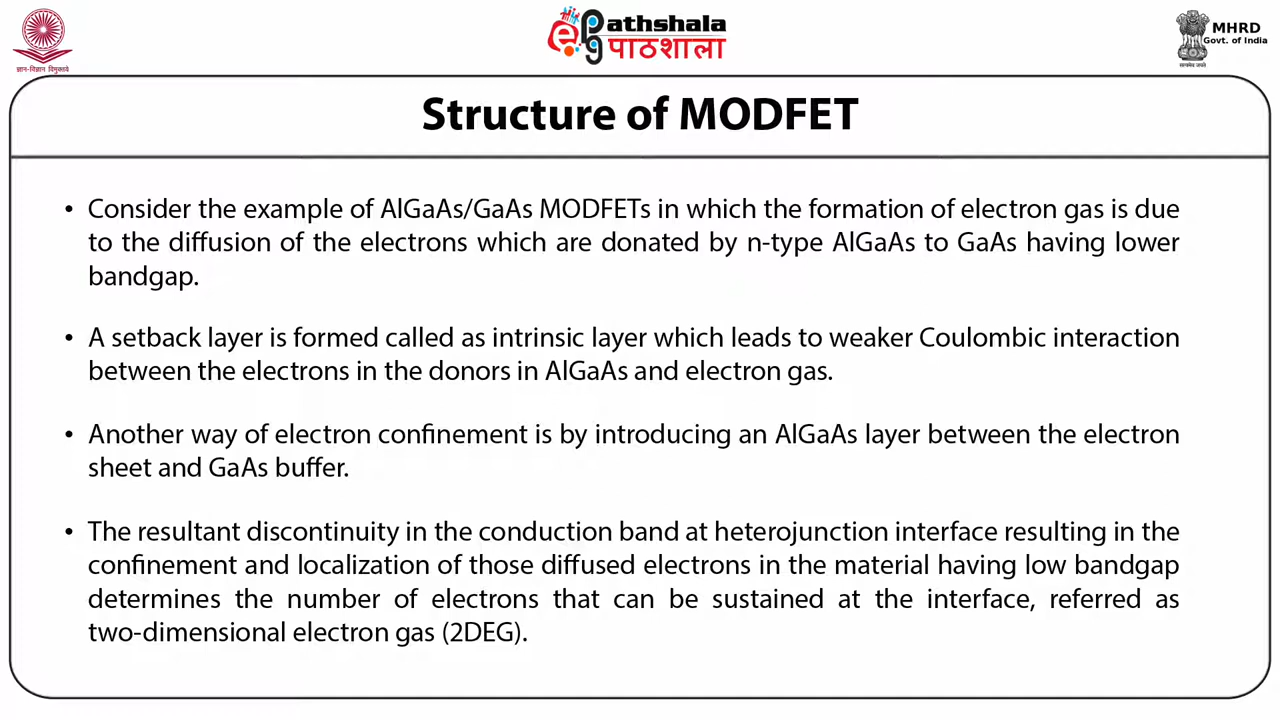 ज्ञान-विज्ञान विमुक्तये
ePG Pathshala
पाठशाला
सत्यमेव जयते
MHRD
Govt. of India
Structure of MODFET
• Consider the example of AlGaAs/GaAs MODFETs in which the formation of electron gas is due
to the diffusion of the electrons which are donated by n-type AlGaAs to GaAs having lower
bandgap.
• A setback layer is formed called as intrinsic layer which leads to weaker Coulombic interaction
between the electrons in the donors in AlGaAs and electron gas.
• Another way of electron confinement is by introducing an AlGaAs layer between the electron
sheet and GaAs buffer.
• The resultant discontinuity in the conduction band at heterojunction interface resulting in the
confinement and localization of those diffused electrons in the material having low bandgap
determines the number of electrons that can be sustained at the interface, referred as
two-dimensional electron gas (2DEG).